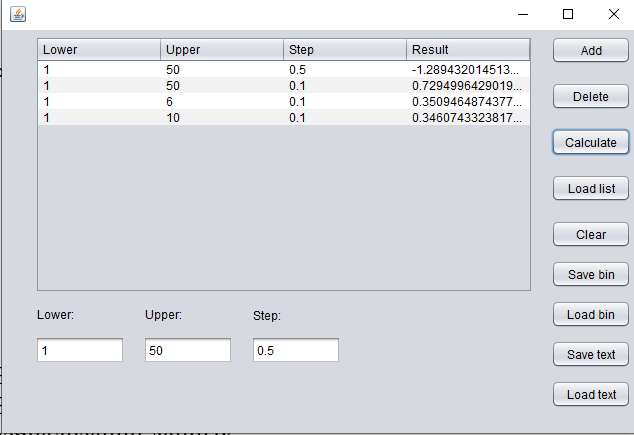 Lower Upper Step Result
1 50 0.5 -1.289432014513...
1 50 0.1 0.7294996429019...
1 6 0.1 0.3509464874377...
1 10 0.1 0.3460743323817...
Add
Delete
Calculate
Load list
Clear
Save bin
Load bin
Save text
Load text
Lower: Upper: Step:
1 50 0.5